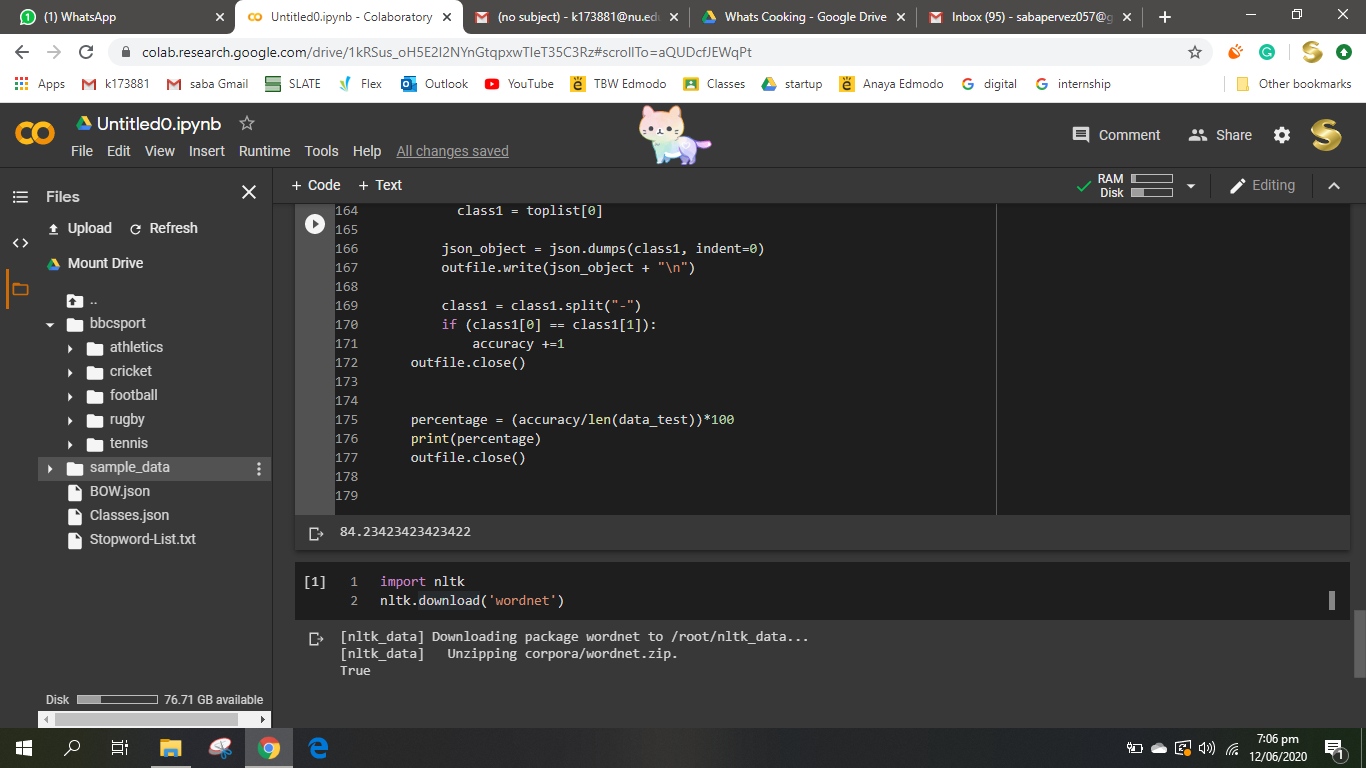 (1) WhatsApp
Untitled0.ipynb - Colaboratory
(no subject) - k173881@nu.ed
Whats Cooking - Google Drive
Inbox (95) - sabapervez057@g
colab.research.google.com/drive/1kRSus_oH5E2I2NYnGtqpxwTIeT35C3Rz#scrollTo=aQUDcfJEWqPt
Apps
k173881
saba Gmail
SLATE
Flex
Outlook
YouTube
TBW Edmodo
Classes
startup
Anaya Edmodo
digital
internship
Other bookmarks
Untitled0.ipynb
File Edit View Insert Runtime Tools Help All changes saved
Comment
Share
Files
+ Code + Text
RAM
Disk
Editing
Upload Refresh
Mount Drive
..
bbcsport
athletics
cricket
football
rugby
tennis
sample_data
BOW.json
Classes.json
Stopword-List.txt
Disk 76.71 GB available
164 class1 = toplist[0]
165
166 json_object = json.dumps(class1, indent=0)
167 outfile.write(json_object + "\n")
168
169 class1 = class1.split("-")
170 if (class1[0] == class1[1]):
171 accuracy +=1
172 outfile.close()
173
174
175 percentage = (accuracy/len(data_test))*100
176 print(percentage)
177 outfile.close()
178
179
84.23423423423422
[1] 1 import nltk
2 nltk.download('wordnet')
[nltk_data] Downloading package wordnet to /root/nltk_data...
[nltk_data] Unzipping corpora/wordnet.zip.
True
7:06 pm
12/06/2020
1